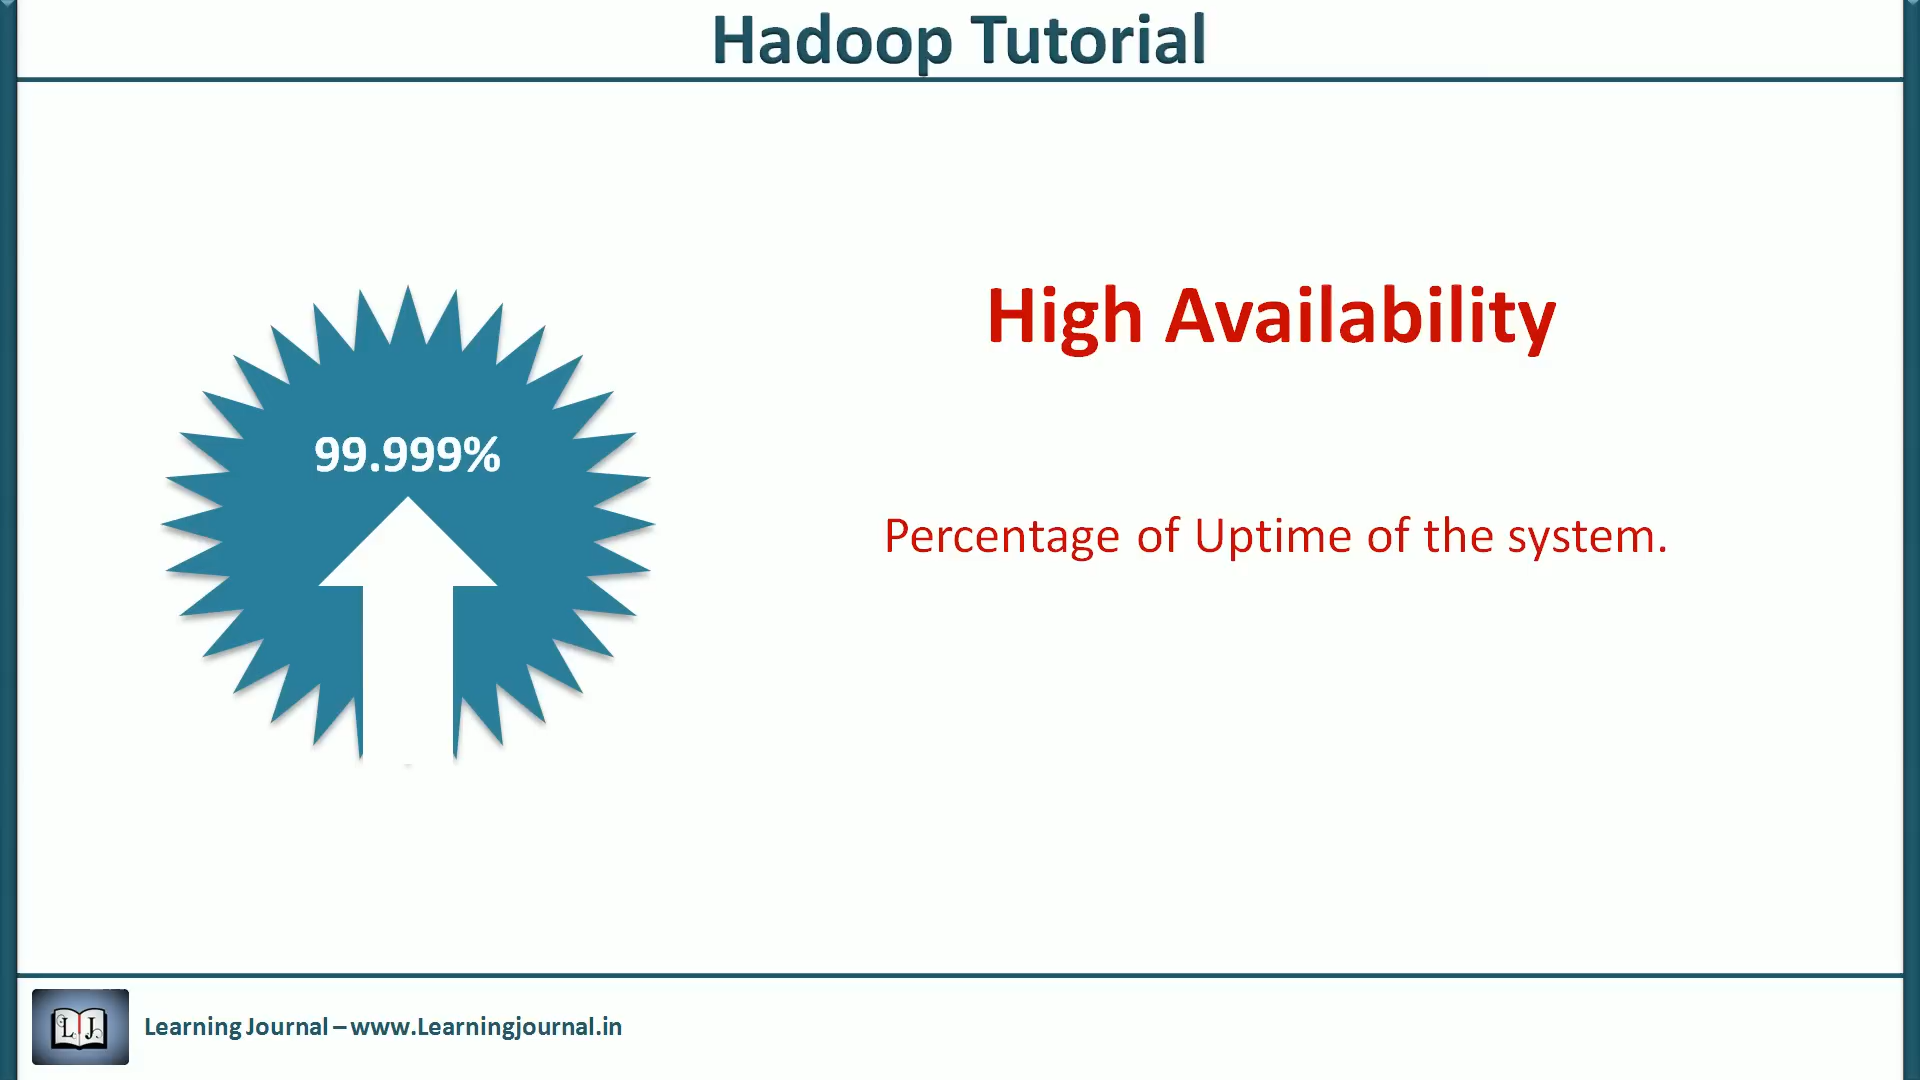 Hadoop Tutorial
High Availability
99.999%
Percentage of Uptime of the system.
L J
Learning Journal – www.Learningjournal.in